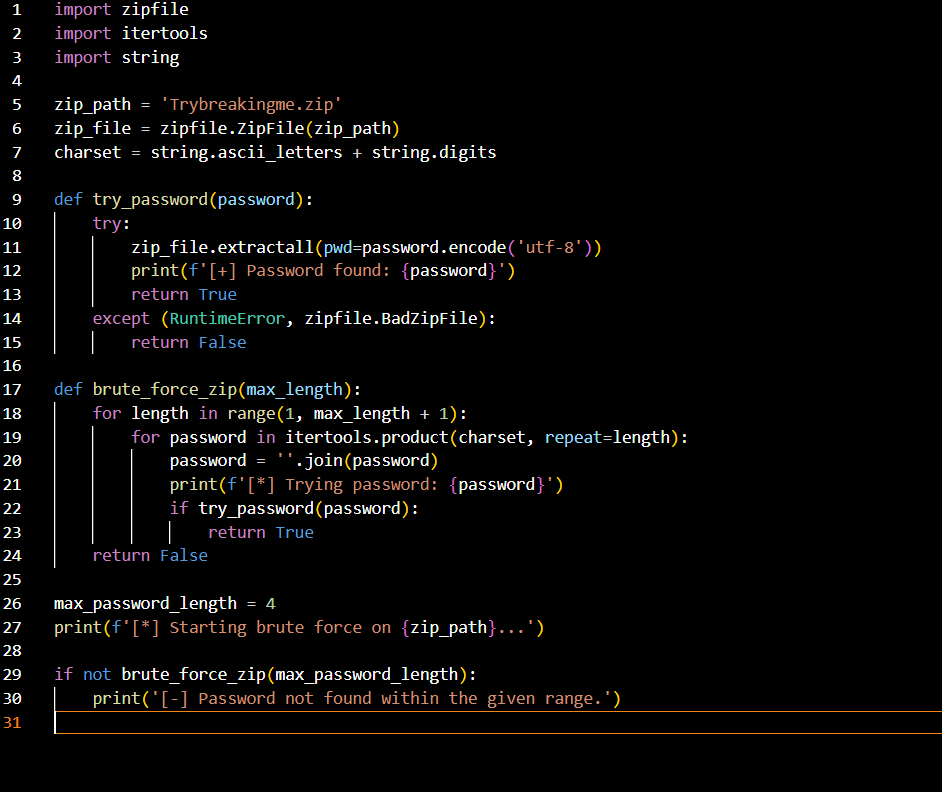 1 import zipfile
2 import itertools
3 import string
4
5 zip_path = 'Trybreakingme.zip'
6 zip_file = zipfile.ZipFile(zip_path)
7 charset = string.ascii_letters + string.digits
8
9 def try_password(password):
10     try:
11         zip_file.extractall(pwd=password.encode('utf-8'))
12         print(f'[+] Password found: {password}')
13         return True
14     except (RuntimeError, zipfile.BadZipFile):
15         return False
16
17 def brute_force_zip(max_length):
18     for length in range(1, max_length + 1):
19         for password in itertools.product(charset, repeat=length):
20             password = ''.join(password)
21             print(f'[*] Trying password: {password}')
22             if try_password(password):
23                 return True
24     return False
25
26 max_password_length = 4
27 print(f'[*] Starting brute force on {zip_path}...')
28
29 if not brute_force_zip(max_password_length):
30     print('[-] Password not found within the given range.')
31